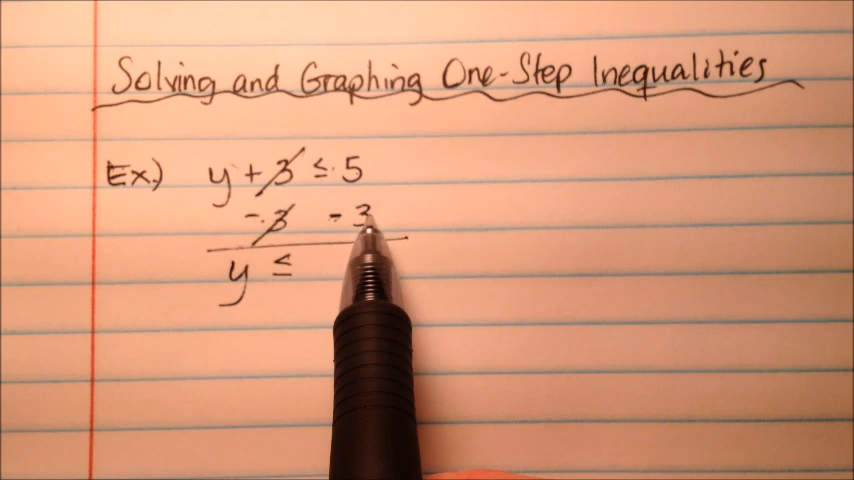 Solving and Graphing One-Step Inequalities
Ex.) y + 3 ≤ 5
- 3 - 3
y ≤